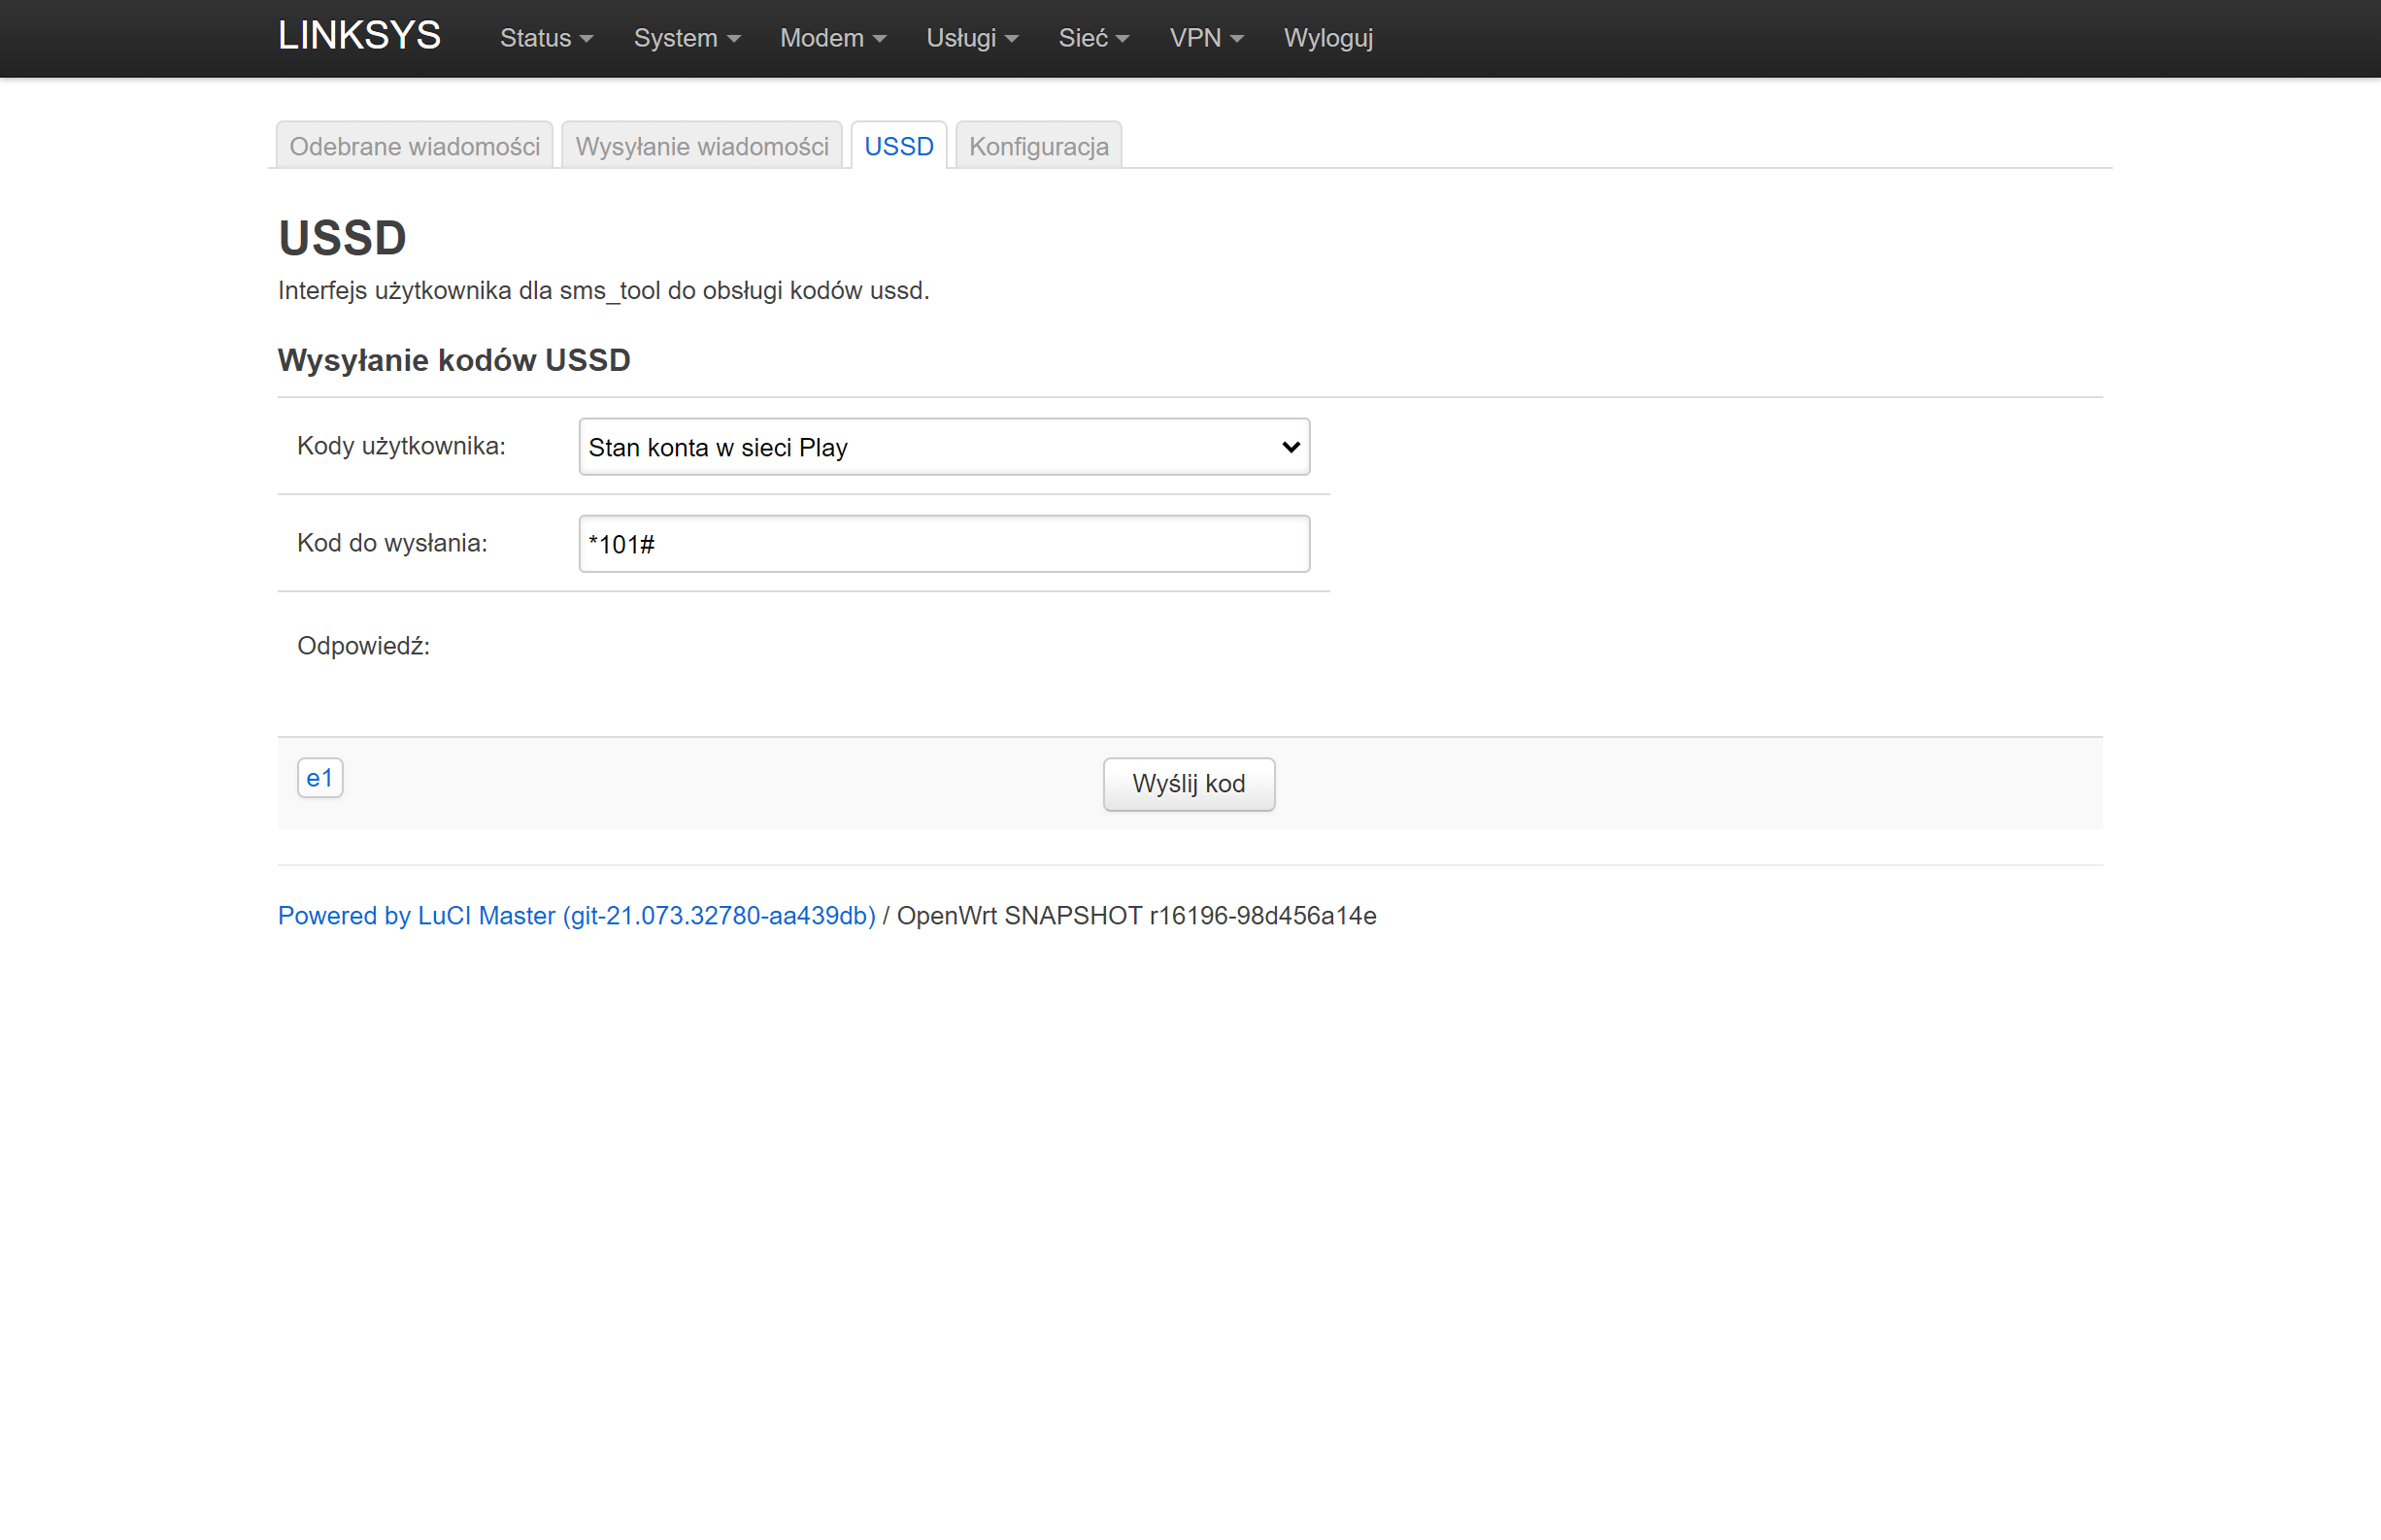 LINKSYS Status System Modem Usługi Sieć VPN Wyloguj
Odebrane wiadomości Wysyłanie wiadomości USSD Konfiguracja
USSD
Interfejs użytkownika dla sms_tool do obsługi kodów ussd.
Wysyłanie kodów USSD
Kody użytkownika: Stan konta w sieci Play
Kod do wysłania: *101#
Odpowiedź:
e1 Wyślij kod
Powered by LuCI Master (git-21.073.32780-aa439db) / OpenWrt SNAPSHOT r16196-98d456a14e